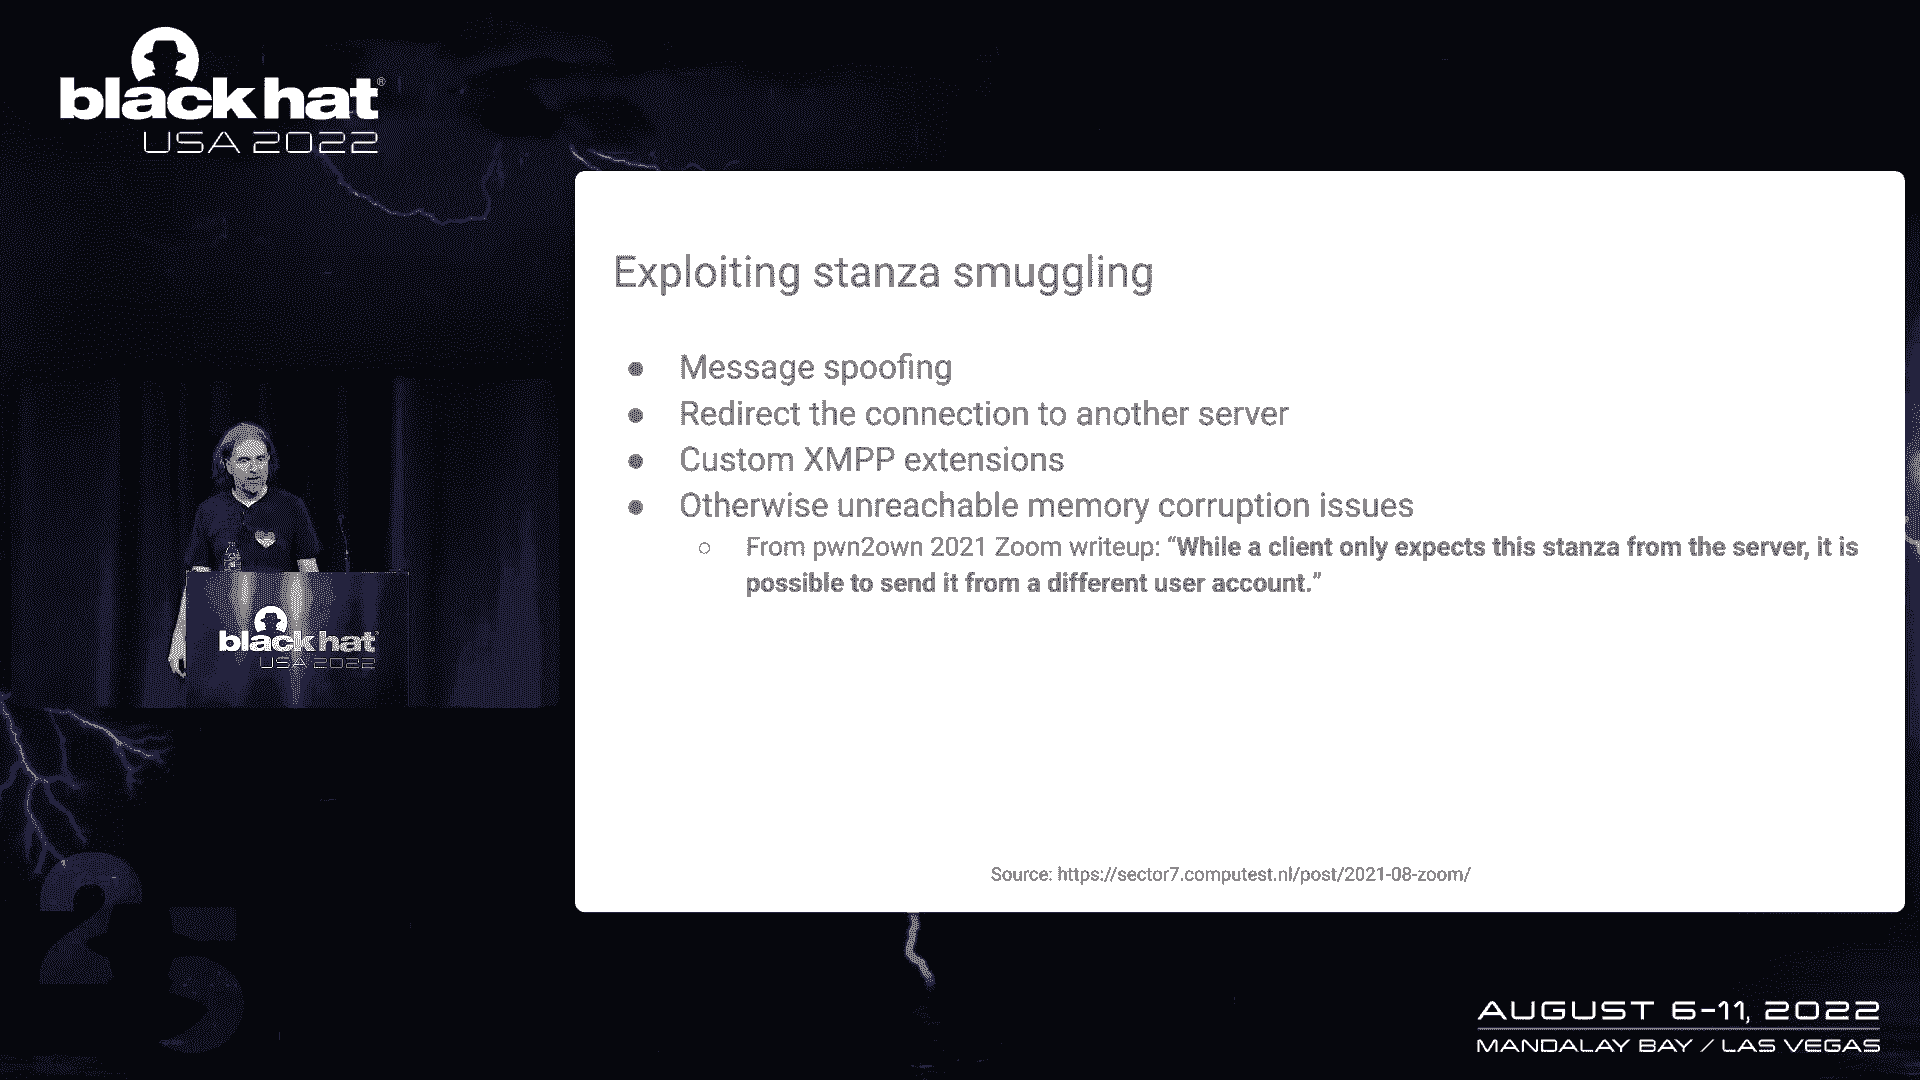 black hat®
USA 2022
Exploiting stanza smuggling
● Message spoofing
● Redirect the connection to another server
● Custom XMPP extensions
● Otherwise unreachable memory corruption issues
○ From pwn2own 2021 Zoom writeup: “While a client only expects this stanza from the server, it is
possible to send it from a different user account.”
Source: https://sector7.computest.nl/post/2021-08-zoom/
black hat
USA 2022
25
AUGUST 6-11, 2022
MANDALAY BAY / LAS VEGAS